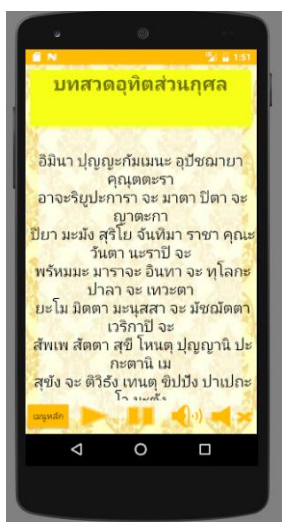 1:51
บทสวดอุทิตส่วนกุศล
อิมินา ปุญญะกัมเมนะ อุปัชฌายา
คุณุตตะรา
อาจะริยูปะการา จะ มาตา ปิตา จะ
ญาตะกา
ปิยา มะมัง สุริโย จันทิมา ราชา คุณะ
วันตา นะราปิ จะ
พรัหมมะ มาราจะ อินทา จะ ทุโลกะ
ปาลา จะ เทวะตา
ยะโม มิตตา มะนุสสา จะ มัชฌัตตา
เวริกาปิ จะ
สัพเพ สัตตา สุขี โหนตุ ปุญญานิ ปะ
กะตานิ เม
สุขัง จะ ติวิธัง เทนตุ ขิปปัง ปาเปถะ
โว มะตัง
เมนูหลัก